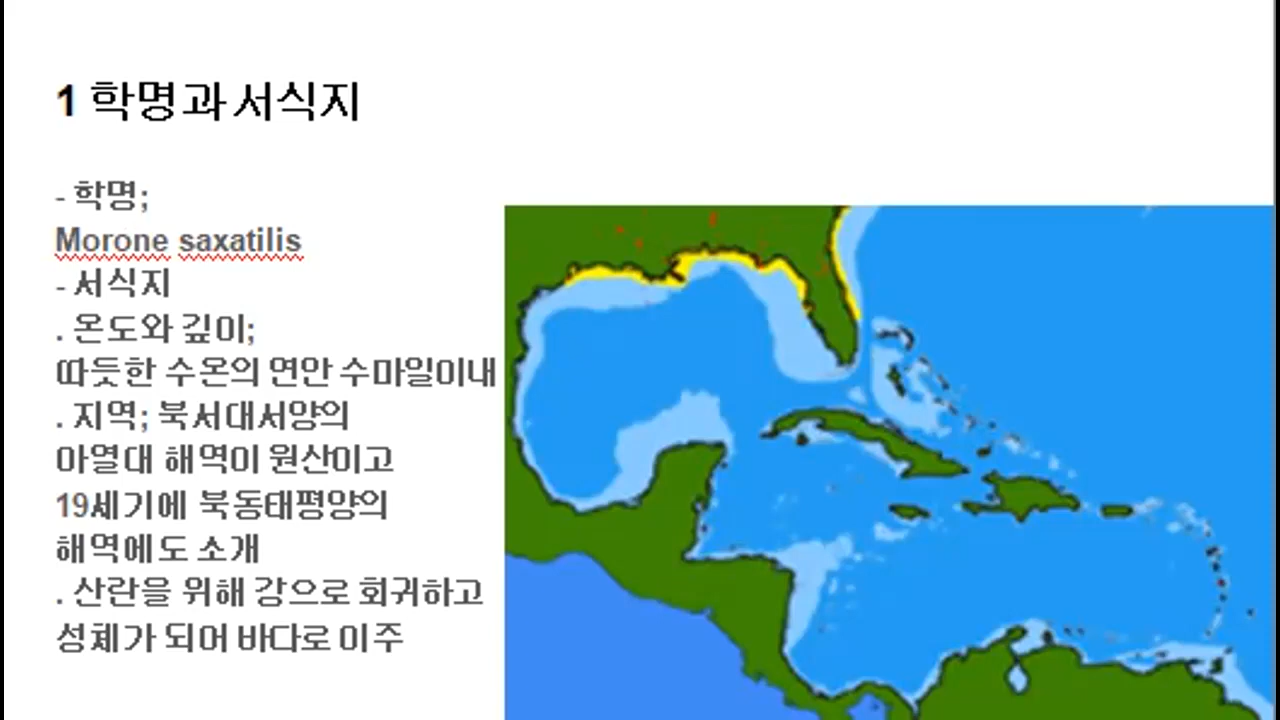 1 학명과 서식지
- 학명;
Morone saxatilis
- 서식지
. 온도와 깊이;
따듯한 수온의 연안 수마일이내
. 지역; 북서대서양의
아열대 해역이 원산이고
19세기에 북동태평양의
해역에도 소개
. 산란을 위해 강으로 회귀하고
성체가 되어 바다로 이주